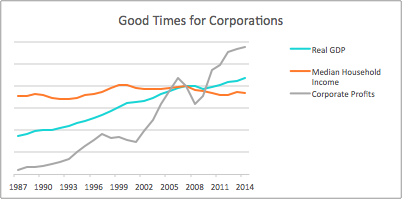 Good Times for Corporations
Real GDP
Median Household
Income
Corporate Profits
1987 1990 1993 1996 1999 2002 2005 2008 2011 2014